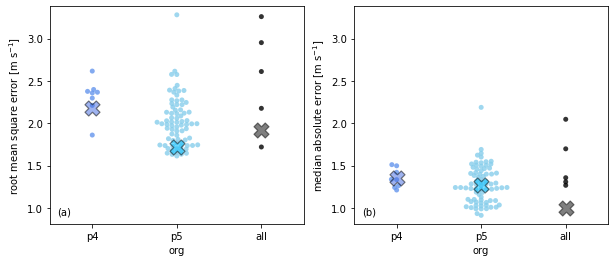 root mean square error [m s⁻¹]
3.0
2.5
2.0
1.5
1.0
(a)
p4 p5 all
org
median absolute error [m s⁻¹]
3.0
2.5
2.0
1.5
1.0
(b)
p4 p5 all
org